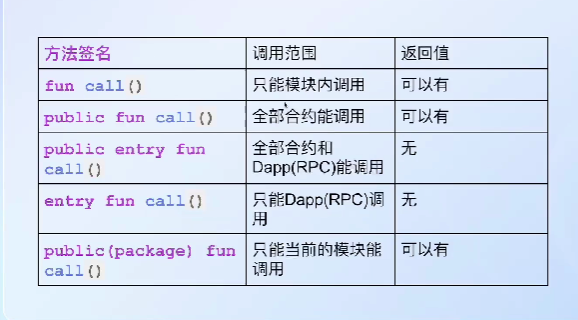 方法签名 调用范围 返回值
fun call() 只能模块内调用 可以有
public fun call() 全部合约能调用 可以有
public entry fun
call()
全部合约和
Dapp(RPC)能调用
无
entry fun call()
只能Dapp(RPC)调
用
无
public(package) fun
call()
只能当前的模块能
调用
可以有